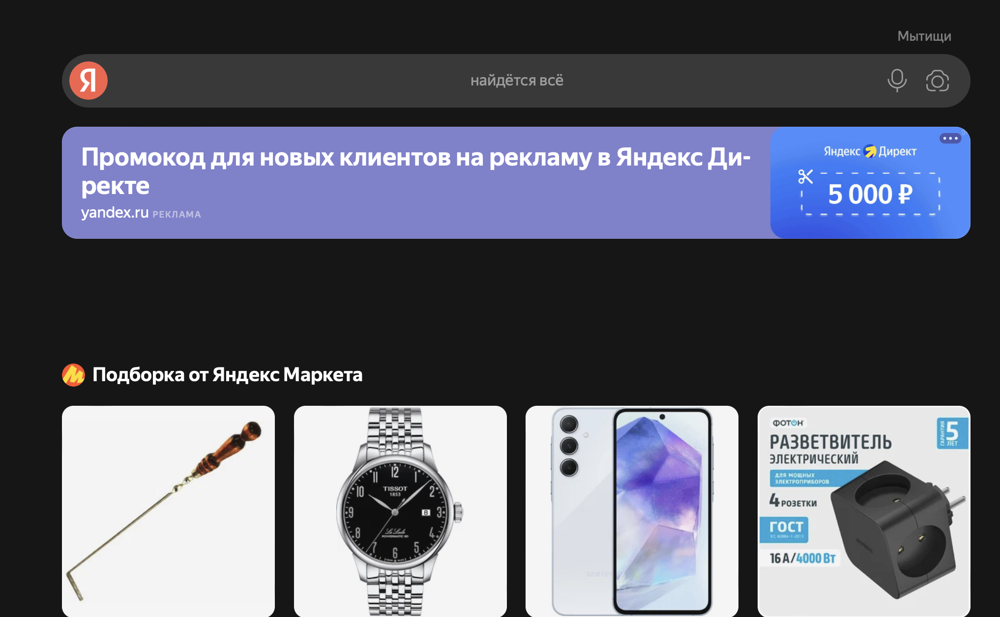 Мытищи
Я
найдётся всё
Промокод для новых клиентов на рекламу в Яндекс Ди-
ректе
yandex.ru РЕКЛАМА
Яндекс Директ
5 000 ₽
Подборка от Яндекс Маркета
12
11 1
10 2
TISSOT
1853
9 8 3
8 4
Le Locle
POWERMATIC 80
7 5
6
SAMSUNG
ФОТОН
РАЗВЕТВИТЕЛЬ
ЭЛЕКТРИЧЕСКИЙ
ГАРАНТИЯ
5
ЛЕТ
ДЛЯ МОЩНЫХ
ЭЛЕКТРОПРИБОРОВ
4 РОЗЕТКИ
ГОСТ
IEC 60884-1-2013
16 А/4000 Вт